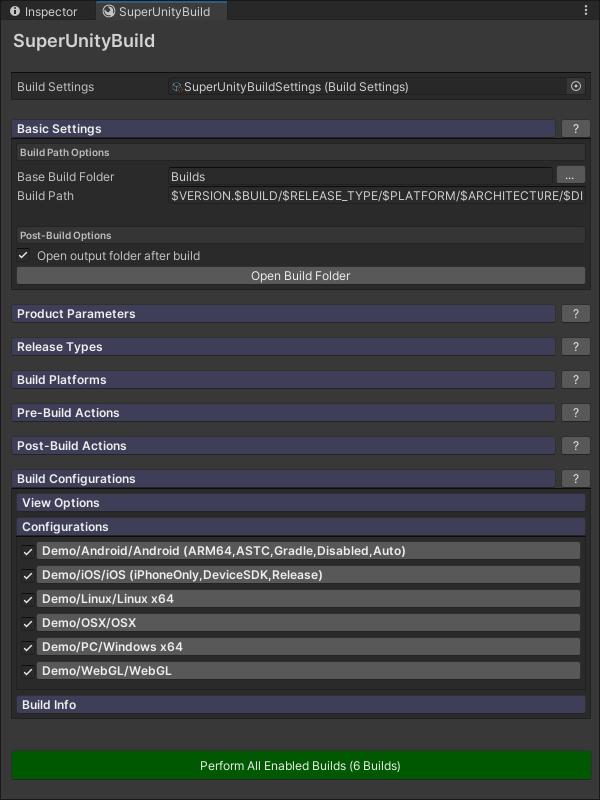 Inspector
SuperUnityBuild
SuperUnityBuild
Build Settings
SuperUnityBuildSettings (Build Settings)
Basic Settings
?
Build Path Options
Base Build Folder
Builds
...
Build Path
$VERSION.$BUILD/$RELEASE_TYPE/$PLATFORM/$ARCHITECTURE/$DI
Post-Build Options
Open output folder after build
Open Build Folder
Product Parameters
?
Release Types
?
Build Platforms
?
Pre-Build Actions
?
Post-Build Actions
?
Build Configurations
?
View Options
Configurations
Demo/Android/Android (ARM64,ASTC,Gradle,Disabled,Auto)
Demo/iOS/iOS (iPhoneOnly,DeviceSDK,Release)
Demo/Linux/Linux x64
Demo/OSX/OSX
Demo/PC/Windows x64
Demo/WebGL/WebGL
Build Info
Perform All Enabled Builds (6 Builds)